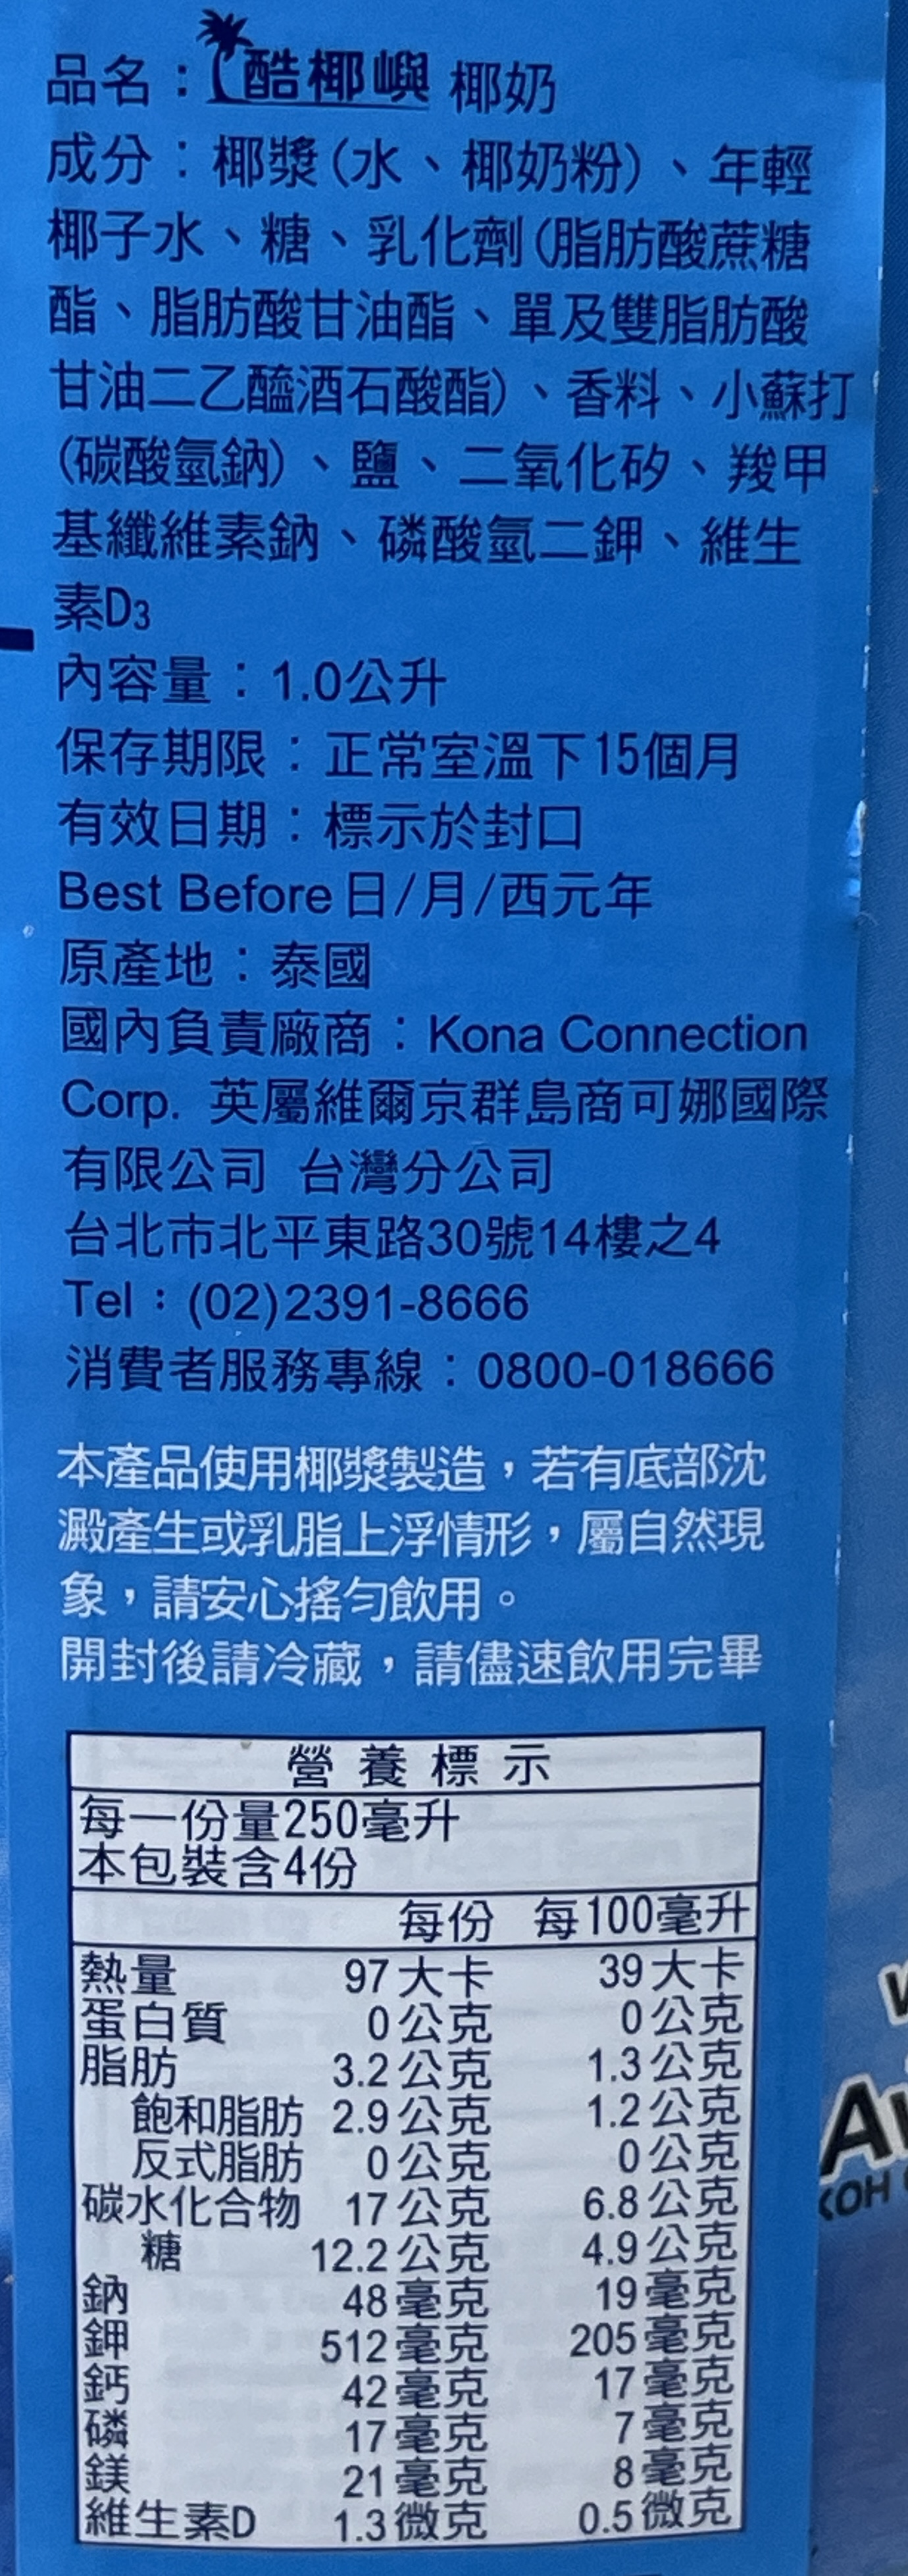 品名：酷椰嶼 椰奶
成分：椰漿(水、椰奶粉)、年輕
椰子水、糖、乳化劑(脂肪酸蔗糖
酯、脂肪酸甘油酯、單及雙脂肪酸
甘油二乙醯酒石酸酯)、香料、小蘇打
(碳酸氫鈉)、鹽、二氧化矽、羧甲
基纖維素鈉、磷酸氫二鉀、維生
素D3
內容量：1.0公升
保存期限：正常室溫下15個月
有效日期：標示於封口
Best Before 日/月/西元年
原產地：泰國
國內負責廠商：Kona Connection
Corp. 英屬維爾京群島商可娜國際
有限公司 台灣分公司
台北市北平東路30號14樓之4
Tel：(02)2391-8666
消費者服務專線：0800-018666
本產品使用椰漿製造，若有底部沈
澱產生或乳脂上浮情形，屬自然現
象，請安心搖勻飲用。
開封後請冷藏，請儘速飲用完畢
營養標示
每一份量250毫升
本包裝含4份
每份 每100毫升
熱量 97大卡 39大卡
蛋白質 0公克 0公克
脂肪 3.2公克 1.3公克
飽和脂肪 2.9公克 1.2公克
反式脂肪 0公克 0公克
碳水化合物 17公克 6.8公克
糖 12.2公克 4.9公克
鈉 48毫克 19毫克
鉀 512毫克 205毫克
鈣 42毫克 17毫克
磷 17毫克 7毫克
鎂 21毫克 8毫克
維生素D 1.3微克 0.5微克
KOH